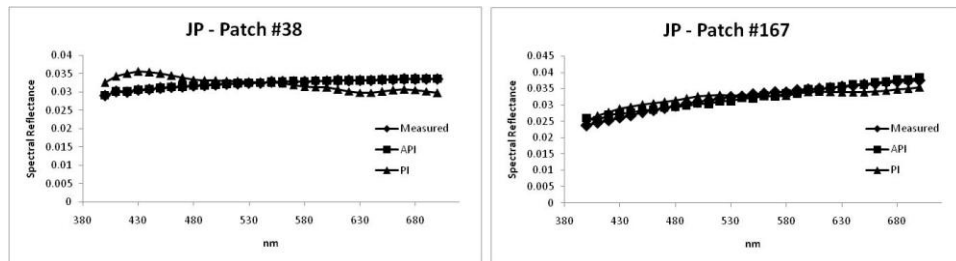 JP - Patch #38
Spectral Reflectance
0.04
0.035
0.03
0.025
0.02
0.015
0.01
0.005
0
380 430 480 530 580 630 680
nm
Measured
API
PI
JP - Patch #167
Spectral Reflectance
0.045
0.04
0.035
0.03
0.025
0.02
0.015
0.01
0.005
0
380 430 480 530 580 630 680
nm
Measured
API
PI